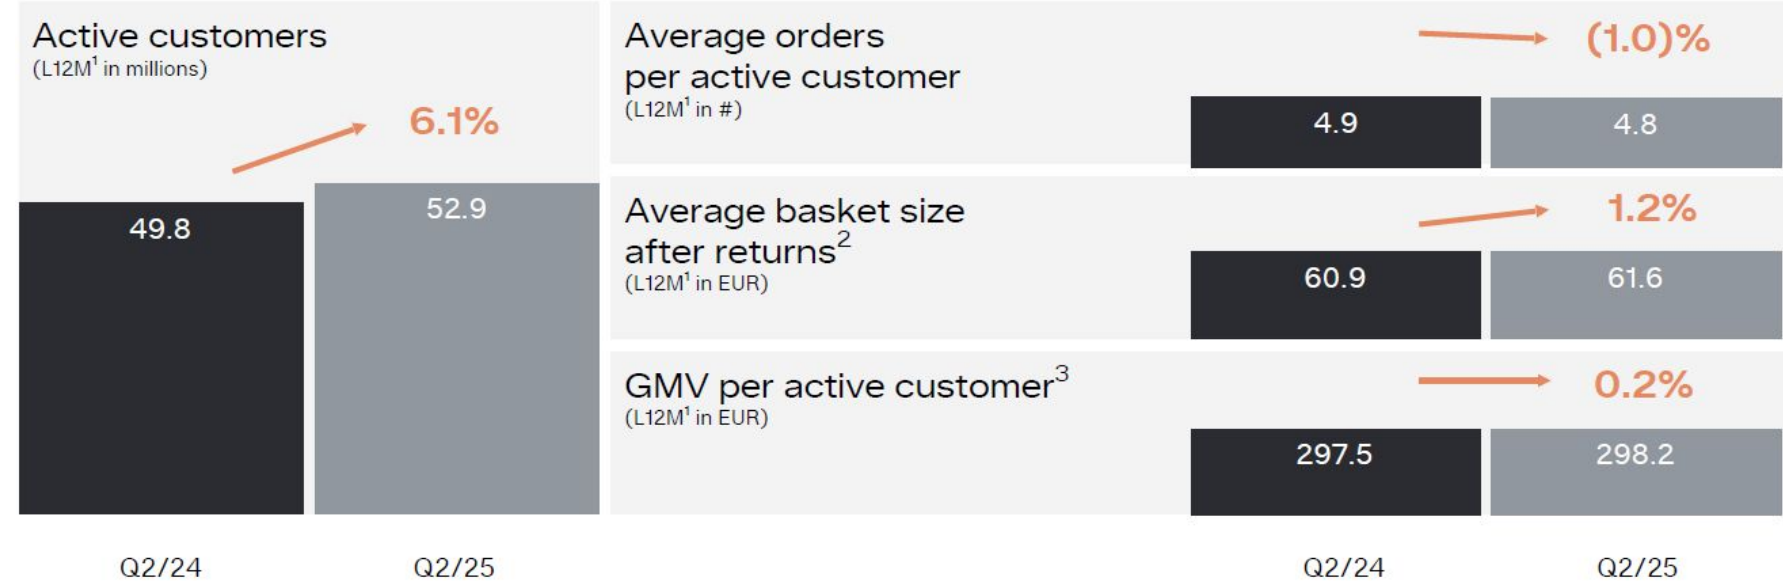 Active customers
(L12M¹ in millions)
6.1%
49.8
52.9
Q2/24
Q2/25
Average orders
per active customer
(L12M¹ in #)
(1.0)%
4.9
4.8
Average basket size
after returns²
(L12M¹ in EUR)
1.2%
60.9
61.6
GMV per active customer³
(L12M¹ in EUR)
0.2%
297.5
298.2
Q2/24
Q2/25